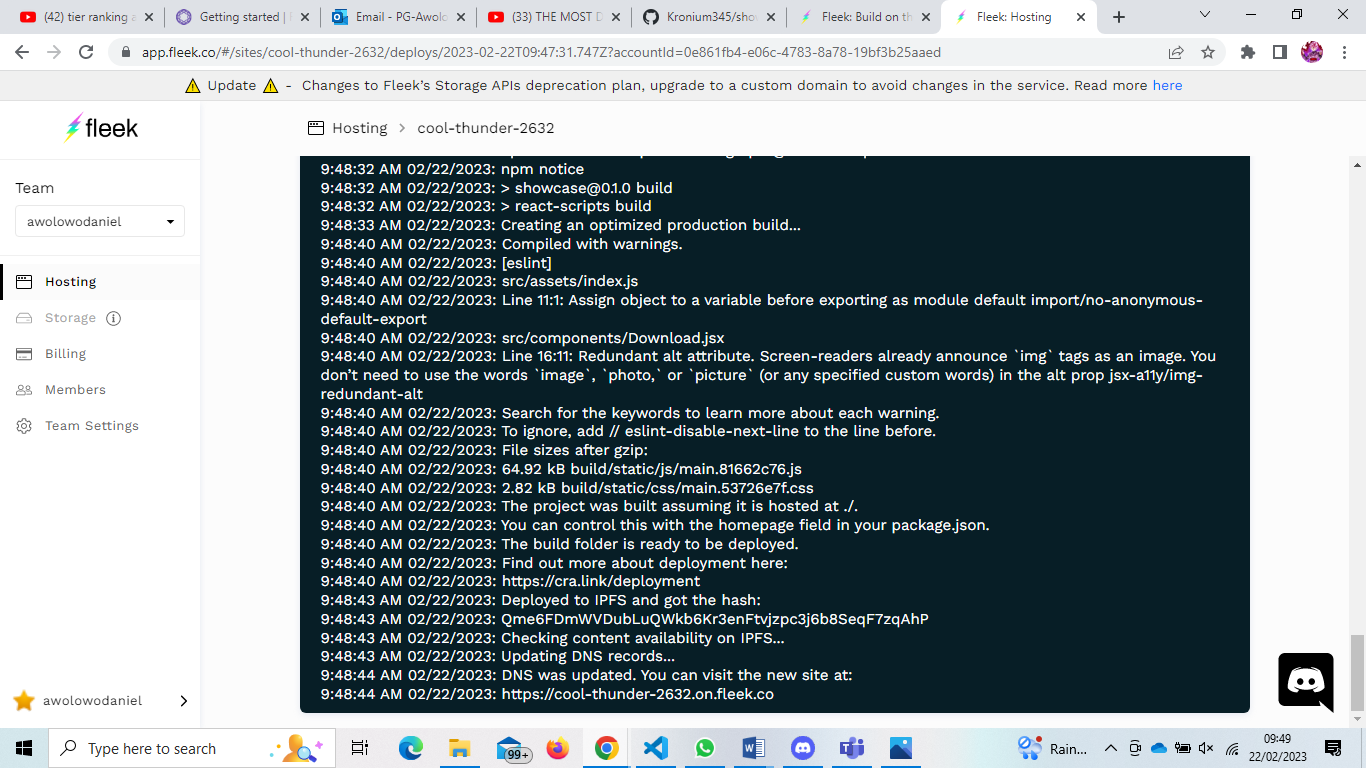 (42) tier ranking a
Getting started |
Email - PG-Awolo
(33) THE MOST D
Kronium345/sho
Fleek: Build on th
Fleek: Hosting
app.fleek.co/#/sites/cool-thunder-2632/deploys/2023-02-22T09:47:31.747Z?accountId=0e861fb4-e06c-4783-8a78-19bf3b25aaed
Update - Changes to Fleek's Storage APIs deprecation plan, upgrade to a custom domain to avoid changes in the service. Read more here
fleek
Hosting > cool-thunder-2632
Team
awolowodaniel
Hosting
Storage
Billing
Members
Team Settings
awolowodaniel
9:48:32 AM 02/22/2023: npm notice
9:48:32 AM 02/22/2023: > showcase@0.1.0 build
9:48:32 AM 02/22/2023: > react-scripts build
9:48:33 AM 02/22/2023: Creating an optimized production build...
9:48:40 AM 02/22/2023: Compiled with warnings.
9:48:40 AM 02/22/2023: [eslint]
9:48:40 AM 02/22/2023: src/assets/index.js
9:48:40 AM 02/22/2023: Line 11:1: Assign object to a variable before exporting as module default import/no-anonymous-
default-export
9:48:40 AM 02/22/2023: src/components/Download.jsx
9:48:40 AM 02/22/2023: Line 16:11: Redundant alt attribute. Screen-readers already announce `img` tags as an image. You
don't need to use the words `image`, `photo,` or `picture` (or any specified custom words) in the alt prop jsx-a11y/img-
redundant-alt
9:48:40 AM 02/22/2023: Search for the keywords to learn more about each warning.
9:48:40 AM 02/22/2023: To ignore, add // eslint-disable-next-line to the line before.
9:48:40 AM 02/22/2023: File sizes after gzip:
9:48:40 AM 02/22/2023: 64.92 kB build/static/js/main.81662c76.js
9:48:40 AM 02/22/2023: 2.82 kB build/static/css/main.53726e7f.css
9:48:40 AM 02/22/2023: The project was built assuming it is hosted at ./.
9:48:40 AM 02/22/2023: You can control this with the homepage field in your package.json.
9:48:40 AM 02/22/2023: The build folder is ready to be deployed.
9:48:40 AM 02/22/2023: Find out more about deployment here:
9:48:40 AM 02/22/2023: https://cra.link/deployment
9:48:43 AM 02/22/2023: Deployed to IPFS and got the hash:
9:48:43 AM 02/22/2023: Qme6FDmWVDubLuQWkb6Kr3enFtvjzpc3j6b8SeqF7zqAhP
9:48:43 AM 02/22/2023: Checking content availability on IPFS...
9:48:43 AM 02/22/2023: Updating DNS records...
9:48:44 AM 02/22/2023: DNS was updated. You can visit the new site at:
9:48:44 AM 02/22/2023: https://cool-thunder-2632.on.fleek.co
Type here to search
99+
Rain...
09:49
22/02/2023